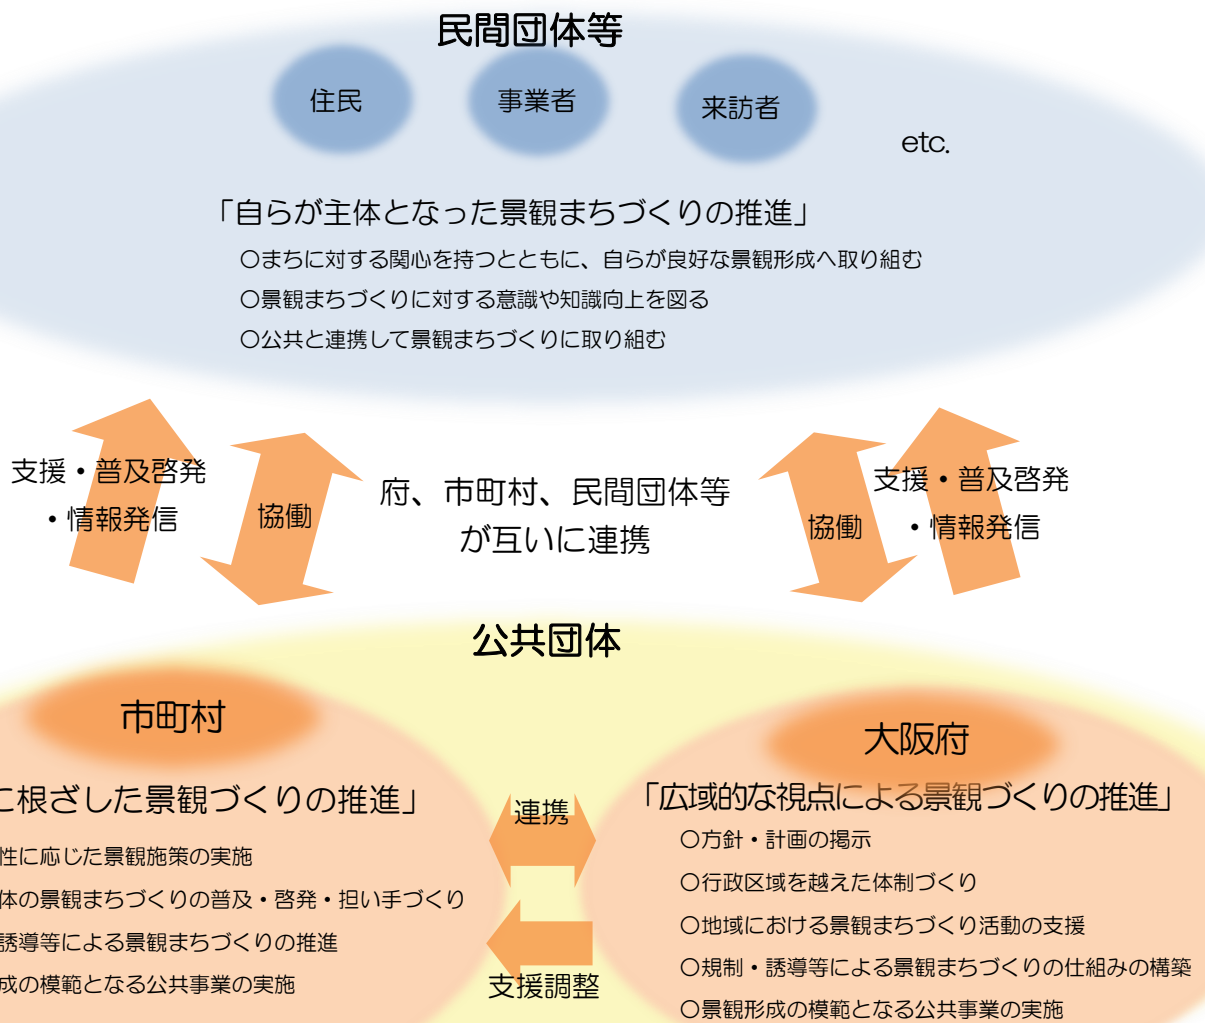 民間団体等
住民
事業者
来訪者
etc.
「自らが主体となった景観まちづくりの推進」
○まちに対する関心を持つとともに、自らが良好な景観形成へ取り組む
○景観まちづくりに対する意識や知識向上を図る
○公共と連携して景観まちづくりに取り組む
支援・普及啓発
・情報発信
協働
府、市町村、民間団体等
が互いに連携
協働
支援・普及啓発
・情報発信
公共団体
市町村
に根ざした景観づくりの推進」
性に応じた景観施策の実施
体の景観まちづくりの普及・啓発・担い手づくり
誘導等による景観まちづくりの推進
成の模範となる公共事業の実施
連携
支援調整
大阪府
「広域的な視点による景観づくりの推進」
○方針・計画の掲示
○行政区域を越えた体制づくり
○地域における景観まちづくり活動の支援
○規制・誘導等による景観まちづくりの仕組みの構築
○景観形成の模範となる公共事業の実施